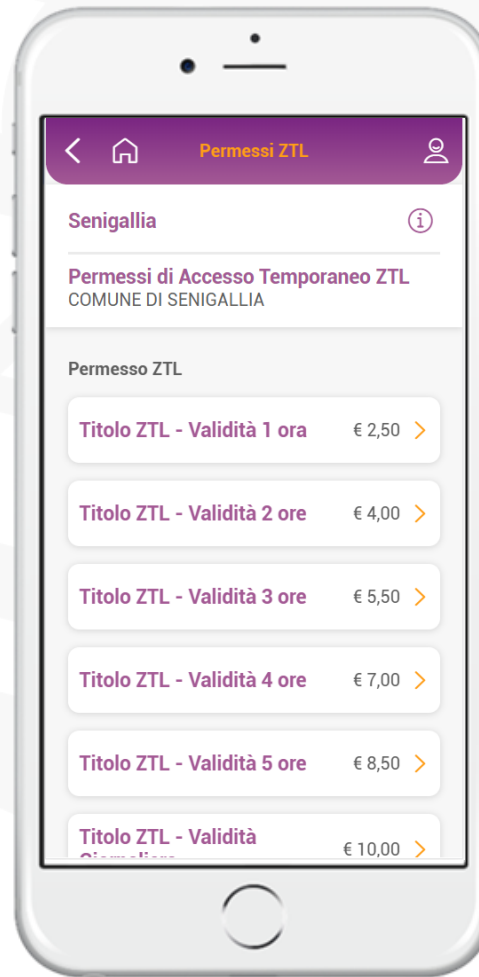 Permessi ZTL
Senigallia
Permessi di Accesso Temporaneo ZTL
COMUNE DI SENIGALLIA
Permesso ZTL
Titolo ZTL - Validità 1 ora € 2,50
Titolo ZTL - Validità 2 ore € 4,00
Titolo ZTL - Validità 3 ore € 5,50
Titolo ZTL - Validità 4 ore € 7,00
Titolo ZTL - Validità 5 ore € 8,50
Titolo ZTL - Validità € 10,00